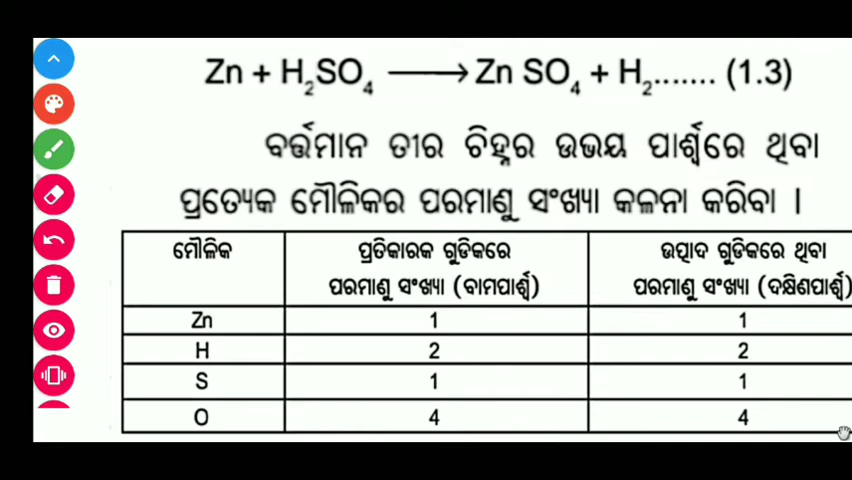 Zn + H₂SO₄ ⟶ Zn SO₄ + H₂....... (1.3)
ବର୍ତ୍ତମାନ ତୀର ଚିହ୍ନର ଉଭୟ ପାର୍ଶ୍ୱରେ ଥିବା
ପ୍ରତ୍ୟେକ ମୌଳିକର ପରମାଣୁ ସଂଖ୍ୟା କଳନା କରିବା ।
ମୌଳିକ ପ୍ରତିକାରକ ଗୁଡିକରେ ଉତ୍ପାଦ ଗୁଡିକରେ ଥିବା
ପରମାଣୁ ସଂଖ୍ୟା (ବାମପାର୍ଶ୍ୱ) ପରମାଣୁ ସଂଖ୍ୟା (ଦକ୍ଷିଣପାର୍ଶ୍ୱ)
Zn 1 1
H 2 2
S 1 1
O 4 4